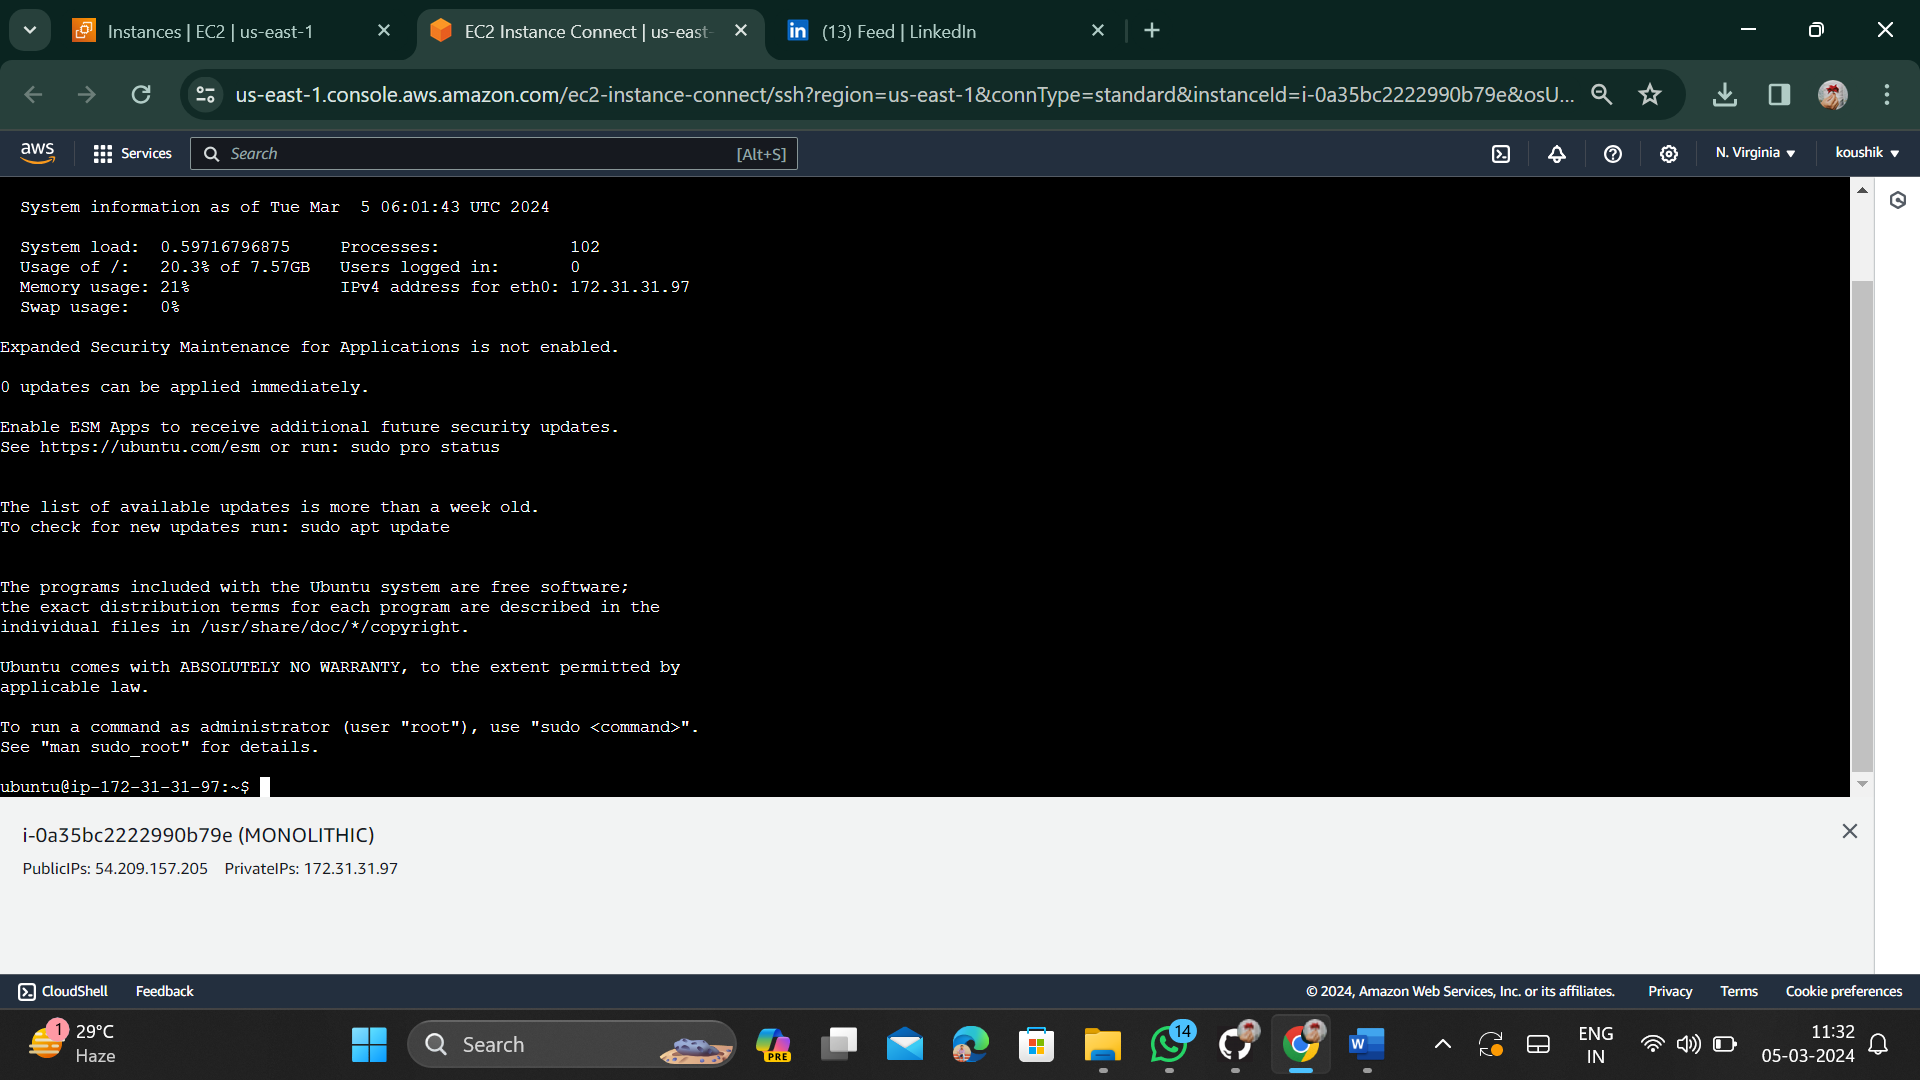 Instances | EC2 | us-east-1
EC2 Instance Connect | us-east-
(13) Feed | LinkedIn
us-east-1.console.aws.amazon.com/ec2-instance-connect/ssh?region=us-east-1&connType=standard&instanceId=i-0a35bc2222990b79e&osU...
aws
Services
Search
[Alt+S]
N. Virginia
koushik
System information as of Tue Mar  5 06:01:43 UTC 2024
System load:  0.59716796875     Processes:             102
Usage of /:   20.3% of 7.57GB   Users logged in:       0
Memory usage: 21%               IPv4 address for eth0: 172.31.31.97
Swap usage:   0%
Expanded Security Maintenance for Applications is not enabled.
0 updates can be applied immediately.
Enable ESM Apps to receive additional future security updates.
See https://ubuntu.com/esm or run: sudo pro status
The list of available updates is more than a week old.
To check for new updates run: sudo apt update
The programs included with the Ubuntu system are free software;
the exact distribution terms for each program are described in the
individual files in /usr/share/doc/*/copyright.
Ubuntu comes with ABSOLUTELY NO WARRANTY, to the extent permitted by
applicable law.
To run a command as administrator (user "root"), use "sudo <command>".
See "man sudo_root" for details.
ubuntu@ip-172-31-31-97:~$
i-0a35bc2222990b79e (MONOLITHIC)
PublicIPs: 54.209.157.205    PrivateIPs: 172.31.31.97
CloudShell
Feedback
© 2024, Amazon Web Services, Inc. or its affiliates.
Privacy
Terms
Cookie preferences
1
29°C
Haze
Search
PRE
14
W
ENG
IN
11:32
05-03-2024